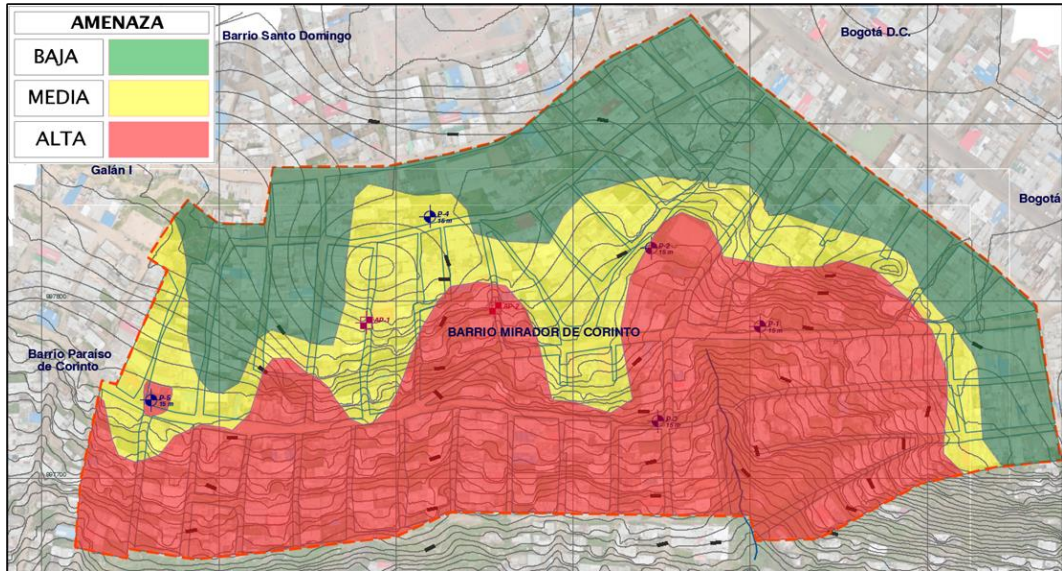 AMENAZA
BAJA
MEDIA
ALTA
Barrio Santo Domingo
Bogotá D.C.
Galán I
Bogotá
P-4
15 m
P-3
15 m
AP-1
AP-2
P-1
15 m
BARRIO MIRADOR DE CORINTO
Barrio Paraiso
de Corinto
P-5
15 m
P-2
15 m